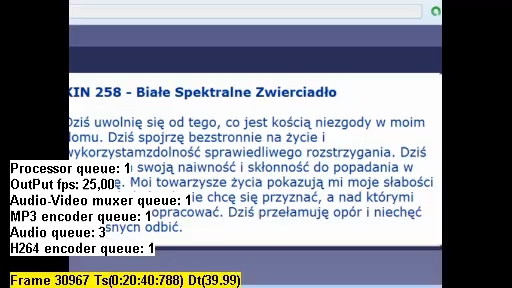 KIN 258 - Białe Spektralne Zwierciadło
Dziś uwolnię się od tego, co jest kością niezgody w moim
domu. Dziś spojrzę bezstronnie na życie i
wykorzystamzdolność sprawiedliwego rozstrzygania. Dziś
swoją naiwność i skłonność do popadania w
Moi towarzysze życia pokazują mi moje słabości
nie chcę się przyznać, a nad którymi
opracować. Dziś przełamuję opór i niechęć
snych odbić.
Processor queue: 1
OutPut fps: 25,00
Audio-Video muxer queue: 1
MP3 encoder queue: 1
Audio queue: 3
H264 encoder queue: 1
Frame 30967 Ts(0:20:40:788) Dt(39.99)